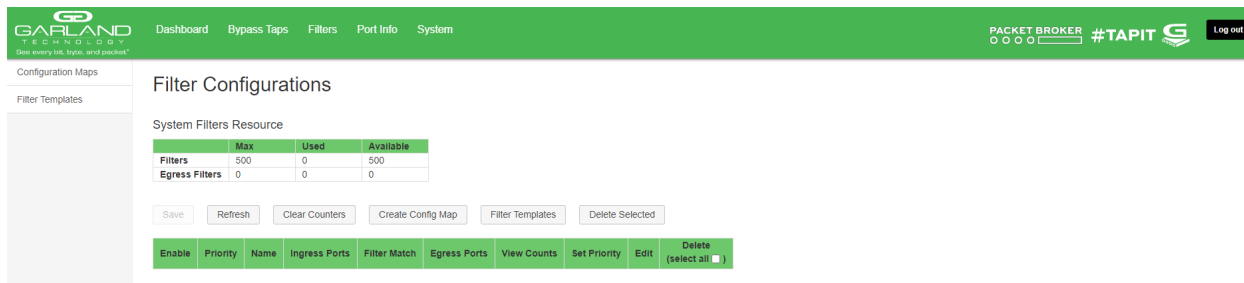 GARLAND
TECHNOLOGY
See every bit, byte, and packet®
Dashboard Bypass Taps Filters Port Info System
PACKET BROKER
#TAPIT
Log out
Configuration Maps
Filter Templates
Filter Configurations
System Filters Resource
Max Used Available
Filters 500 0 500
Egress Filters 0 0 0
Save Refresh Clear Counters Create Config Map Filter Templates Delete Selected
Enable Priority Name Ingress Ports Filter Match Egress Ports View Counts Set Priority Edit Delete
(select all )